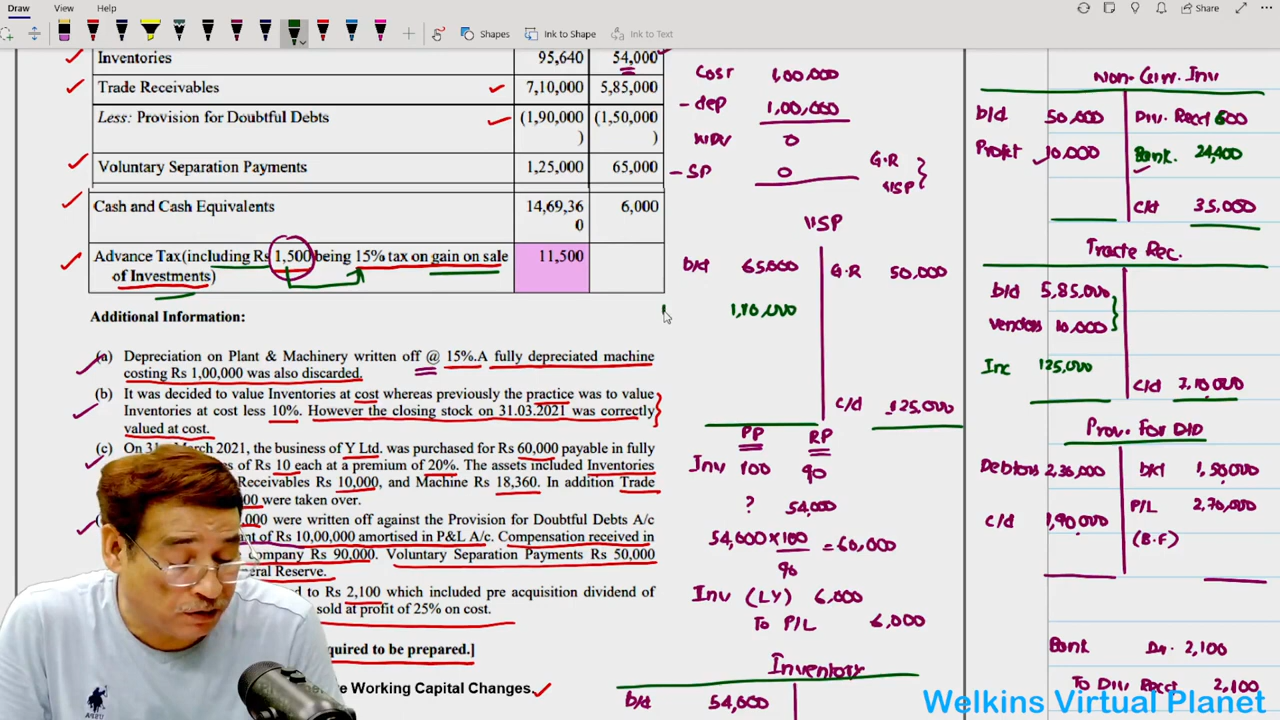 Draw Insert View Help
Share
Shapes Ink to Shape Ink to Text
Inventories 95,640 54,000
Trade Receivables 7,10,000 5,85,000
Less: Provision for Doubtful Debts (1,90,000 (1,50,000
) )
Voluntary Separation Payments 1,25,000 65,000
Cash and Cash Equivalents 14,69,36 6,000
0
Advance Tax(including Rs 1,500 being 15% tax on gain on sale 11,500
of Investments)
Additional Information:
(a) Depreciation on Plant & Machinery written off @ 15%.A fully depreciated machine
costing Rs 1,00,000 was also discarded.
(b) It was decided to value Inventories at cost whereas previously the practice was to value
Inventories at cost less 10%. However the closing stock on 31.03.2021 was correctly
valued at cost.
(c) On 31 March 2021, the business of Y Ltd. was purchased for Rs 60,000 payable in fully
es of Rs 10 each at a premium of 20%. The assets included Inventories
Receivables Rs 10,000, and Machine Rs 18,360. In addition Trade
00 were taken over.
,000 were written off against the Provision for Doubtful Debts A/c
nt of Rs 10,00,000 amortised in P&L A/c. Compensation received in
company Rs 90,000. Voluntary Separation Payments Rs 50,000
eral Reserve.
d to Rs 2,100 which included pre acquisition dividend of
sold at profit of 25% on cost.
quired to be prepared.]
re Working Capital Changes.
Cost 1,00,000
- dep 1,00,000
WDV 0
- SP 0
G.R
VSP
VSP
b/d 65,000 G.R 50,000
1,10,000
c/d 125,000
PP RP
Inv 100 90
? 54,000
54,000 x 100 = 60,000
90
Inv (LY) 6,000
To P/L 6,000
Inventory
b/d 54,000
Non-Curr. Inv
b/d 50,000 Div. Recd 600
Profit 10,000 Bank. 24,400
c/d 35,000
Trade Rec.
b/d 5,85,000
Vendors 10,000
Inc 125,000
c/d 7,10,000
Prov. For D/D
Debtors 2,30,000 b/d 1,50,000
P/L 2,70,000
c/d 1,90,000 (B.F)
Bank Dr. 2,100
To Div Recd 2,100
Welkins Virtual Planet